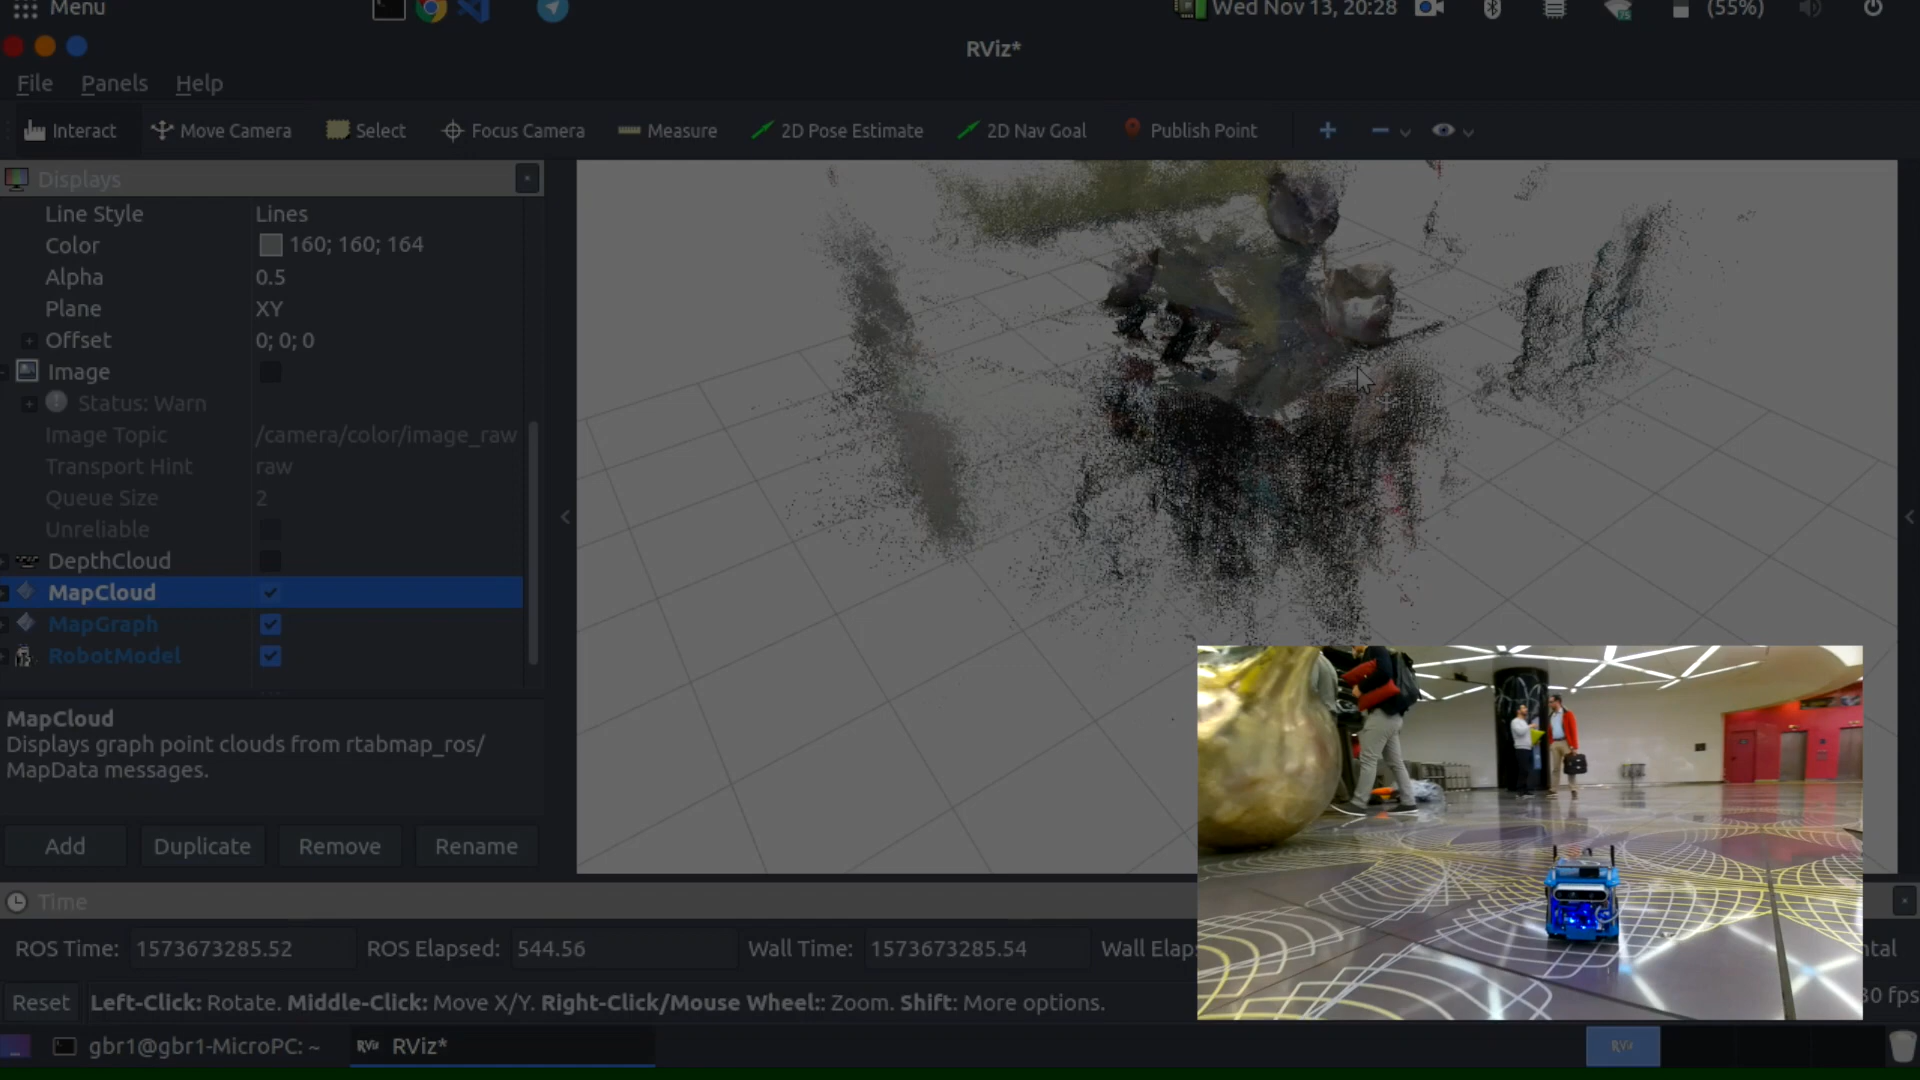 Menu
Wed Nov 13, 20:28
(55%)
RViz*
File Panels Help
Interact Move Camera Select Focus Camera Measure 2D Pose Estimate 2D Nav Goal Publish Point
Displays
Line Style Lines
Color 160; 160; 164
Alpha 0.5
Plane XY
Offset 0; 0; 0
Image
Status: Warn
Image Topic /camera/color/image_raw
Transport Hint raw
Queue Size 2
Unreliable
DepthCloud
MapCloud
MapGraph
RobotModel
MapCloud
Displays graph point clouds from rtabmap_ros/
MapData messages.
Add Duplicate Remove Rename
Time
ROS Time: 1573673285.52 ROS Elapsed: 544.56 Wall Time: 1573673285.54 Wall Elaps
Reset Left-Click: Rotate. Middle-Click: Move X/Y. Right-Click/Mouse Wheel:: Zoom. Shift: More options.
gbr1@gbr1-MicroPC: ~ RViz RViz*